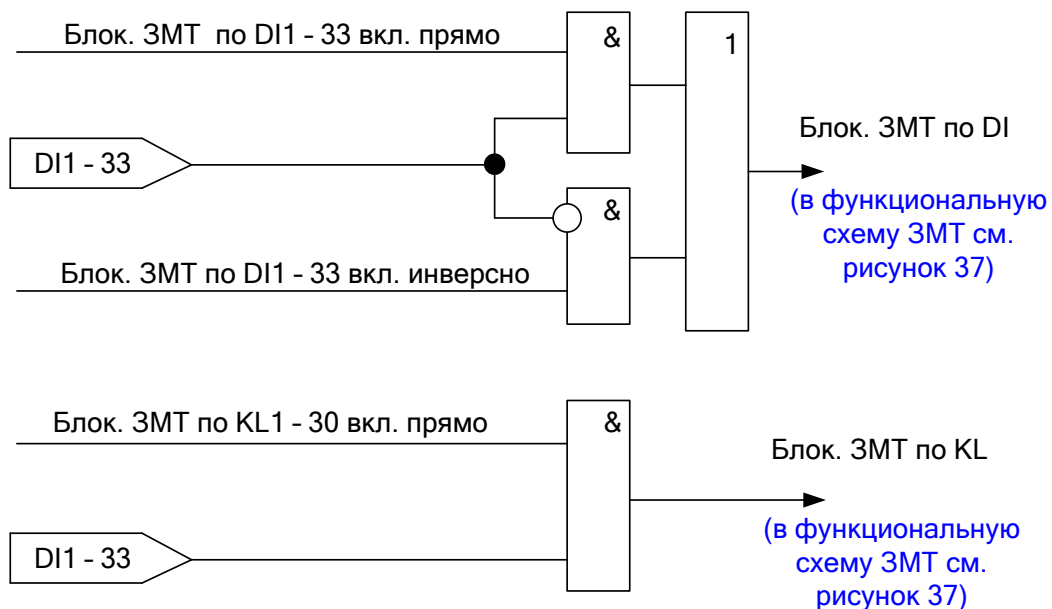 Блок. ЗМТ по DI1 - 33 вкл. прямо
&
1
DI1 - 33
Блок. ЗМТ по DI
(в функциональную
схему ЗМТ см.
рисунок 37)
&
Блок. ЗМТ по DI1 - 33 вкл. инверсно
Блок. ЗМТ по KL1 - 30 вкл. прямо
&
Блок. ЗМТ по KL
(в функциональную
схему ЗМТ см.
рисунок 37)
DI1 - 33